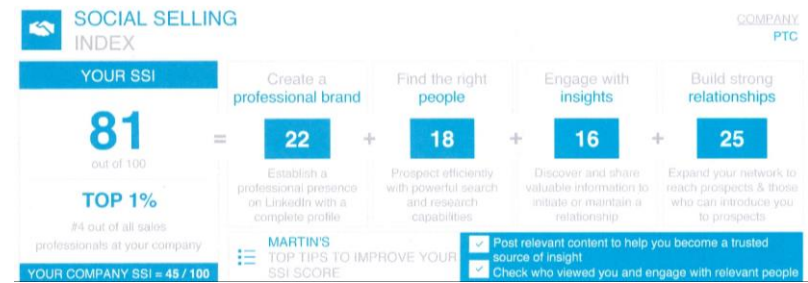 SOCIAL SELLING
INDEX
COMPANY
PTC
YOUR SSI
81
out of 100
TOP 1%
#4 out of all sales
professionals at your company
YOUR COMPANY SSI = 45 / 100
=
Create a
professional brand
22
Establish a
professional presence
on LinkedIn with a
complete profile
+
Find the right
people
18
Prospect efficiently
with powerful search
and research
capabilities
+
Engage with
insights
16
Discover and share
valuable information to
initiate or maintain a
relationship
+
Build strong
relationships
25
Expand your network to
reach prospects & those
who can introduce you
to prospects
MARTIN'S
TOP TIPS TO IMPROVE YOUR
SSI SCORE
Post relevant content to help you become a trusted
source of insight
Check who viewed you and engage with relevant people